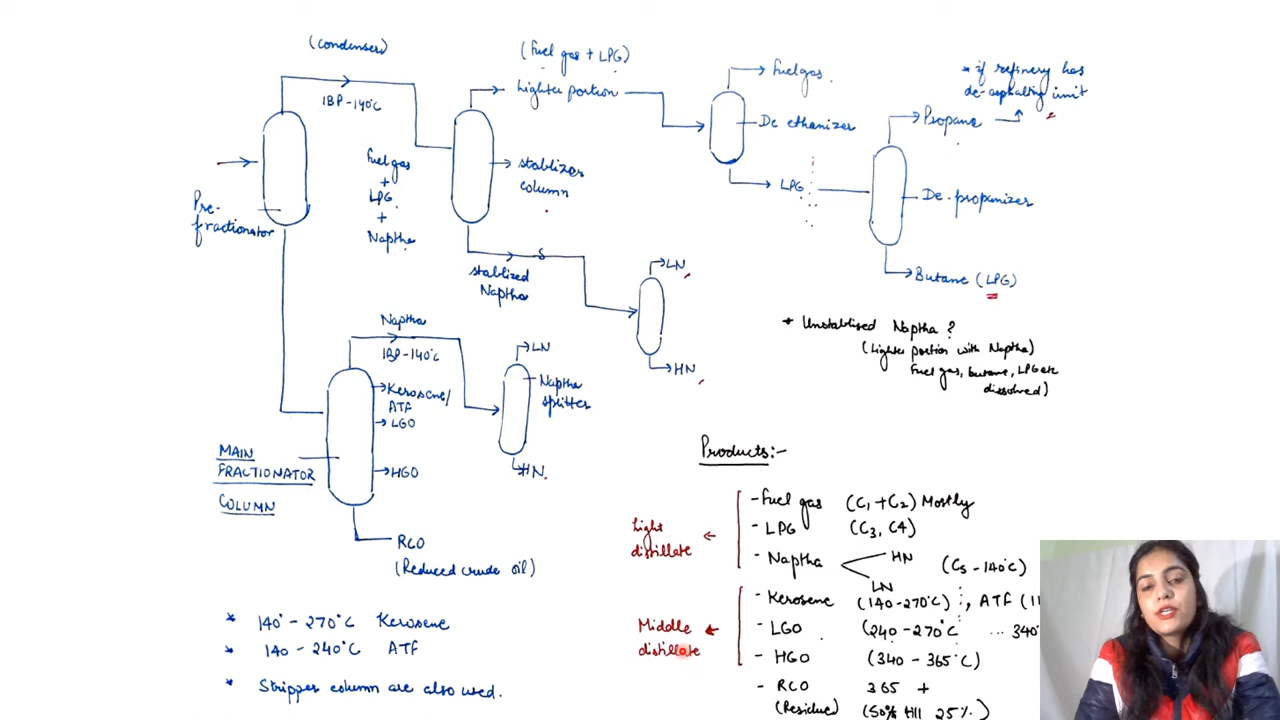 (condenser)
IBP-140°C
Pre-
fractionator
Fuel gas
+
LPG
+
Naptha
(Fuel gas + LPG)
Lighter portion
stablizer
column
stablized
Naptha
LN
HN
Fuel gas
De ethanizer
LPG
* if refinery has
de-asphalting unit
Propane
De-propanizer
Butane (LPG)
* Unstabilised Naptha ?
(Lighter portion with Naptha)
Fuel gas, butane, LPG etc
dissolved)
Naptha
IBP-140°C
Kerosene/
ATF
LGO
HGO
MAIN
FRACTIONATOR
COLUMN
LN
Naptha
splitter
HN
RCO
(Reduced crude oil)
* 140°-270°C Kerosene
* 140-240°C ATF
* Stripper column are also used.
Products:-
Light
distillate
- Fuel gas (C1+C2) Mostly
- LPG (C3, C4)
- Naptha HN (C5-140°C)
LN
Middle
distillate
- Kerosene (140-270°C) , ATF (11
- LGO (240-270°C ... 340°
- HGO (340-365°C)
- RCO 365 +
(Residue) (50% till 25%)